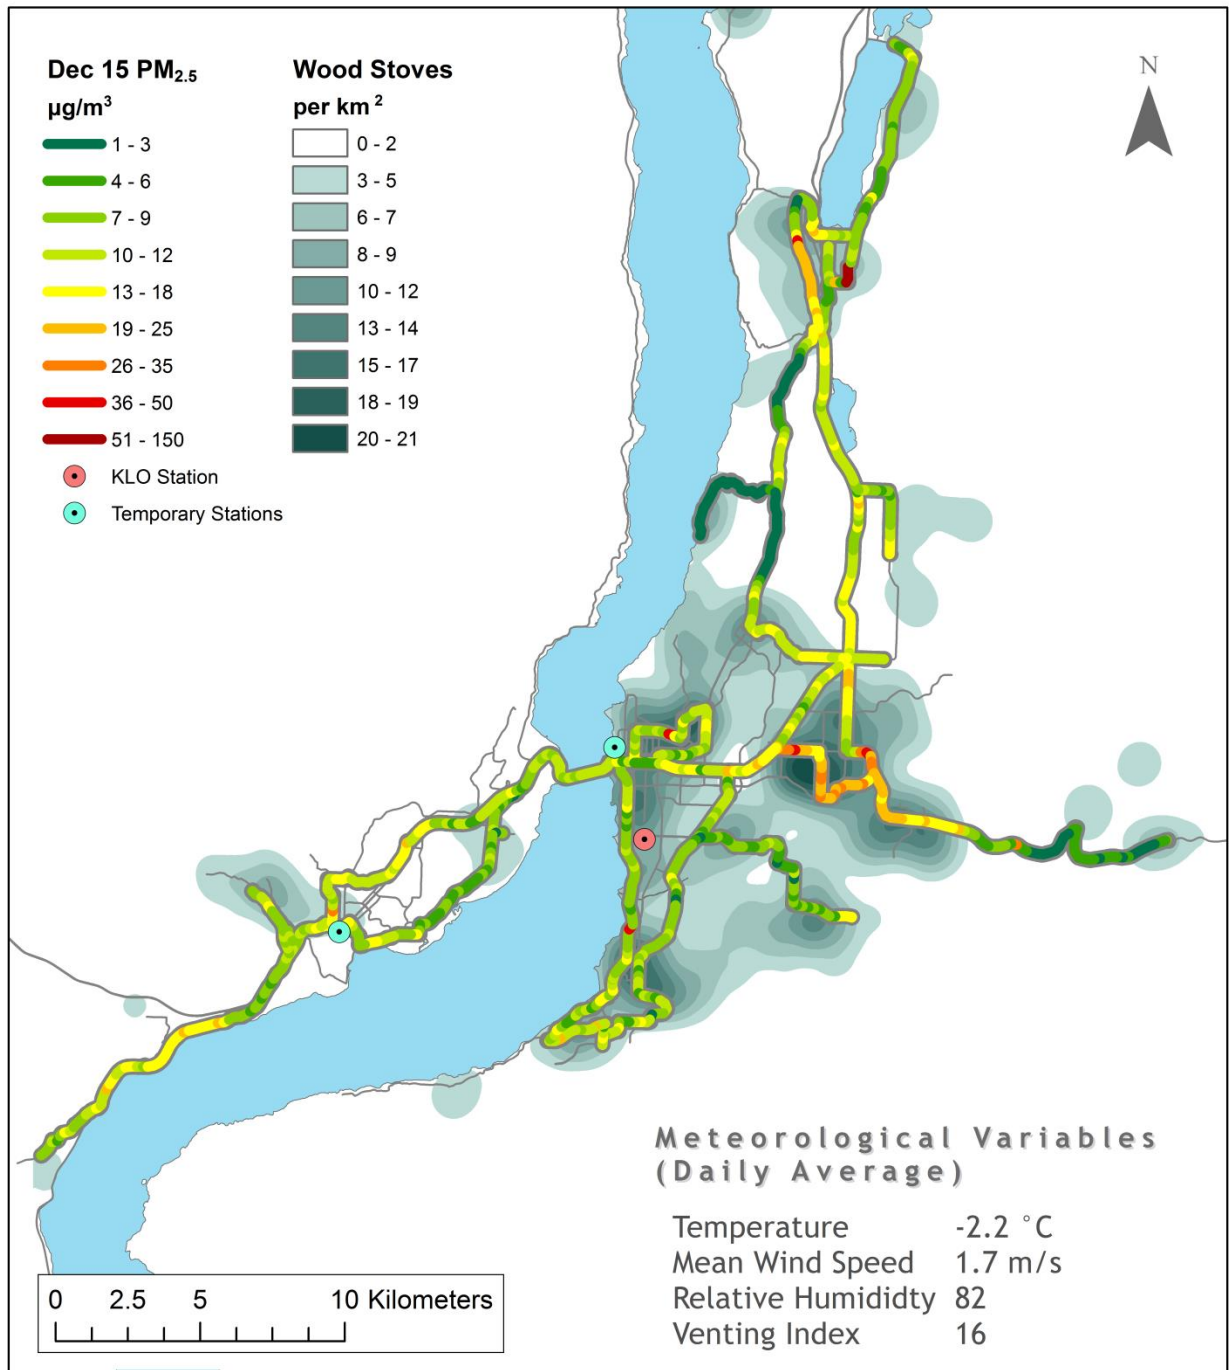 Dec 15 PM2.5
µg/m³
1 - 3
4 - 6
7 - 9
10 - 12
13 - 18
19 - 25
26 - 35
36 - 50
51 - 150
KLO Station
Temporary Stations
Wood Stoves
per km ²
0 - 2
3 - 5
6 - 7
8 - 9
10 - 12
13 - 14
15 - 17
18 - 19
20 - 21
N
Meteorological Variables
(Daily Average)
Temperature -2.2 °C
Mean Wind Speed 1.7 m/s
Relative Humididty 82
Venting Index 16
0 2.5 5 10 Kilometers